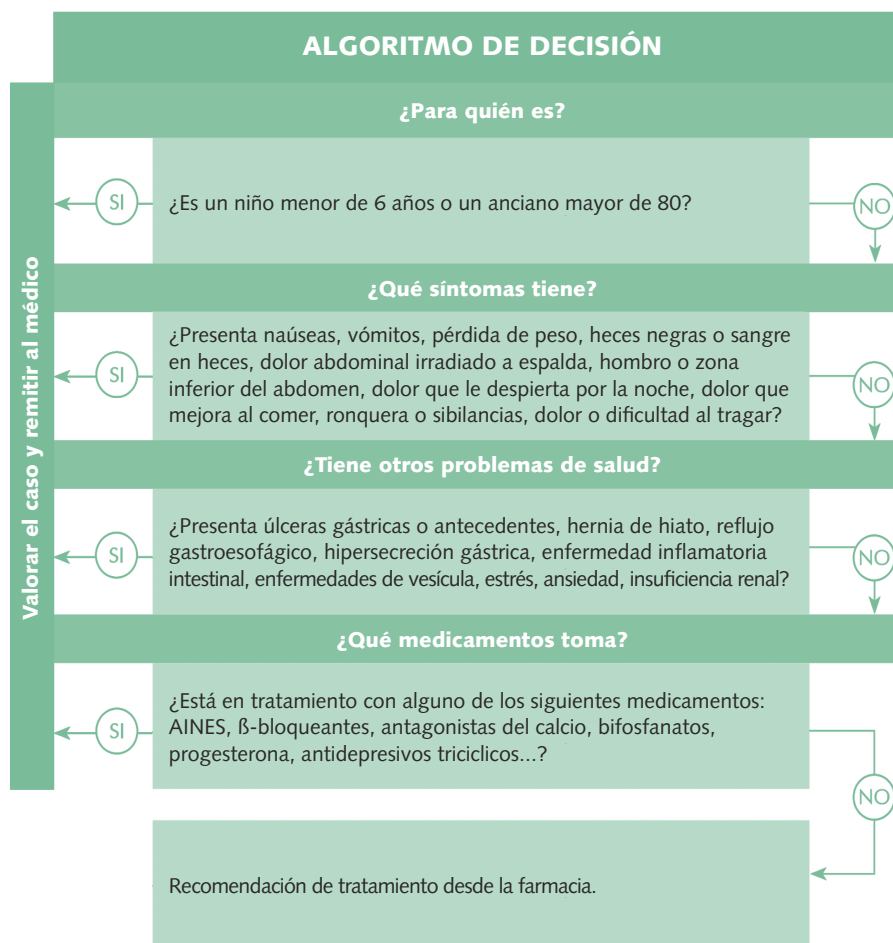 ALGORITMO DE DECISIÓN
Valorar el caso y remitir al médico
¿Para quién es?
SI
¿Es un niño menor de 6 años o un anciano mayor de 80?
NO
¿Qué síntomas tiene?
SI
¿Presenta naúseas, vómitos, pérdida de peso, heces negras o sangre
en heces, dolor abdominal irradiado a espalda, hombro o zona
inferior del abdomen, dolor que le despierta por la noche, dolor que
mejora al comer, ronquera o sibilancias, dolor o dificultad al tragar?
NO
¿Tiene otros problemas de salud?
SI
¿Presenta úlceras gástricas o antecedentes, hernia de hiato, reflujo
gastroesofágico, hipersecreción gástrica, enfermedad inflamatoria
intestinal, enfermedades de vesícula, estrés, ansiedad, insuficiencia renal?
NO
¿Qué medicamentos toma?
SI
¿Está en tratamiento con alguno de los siguientes medicamentos:
AINES, ß-bloqueantes, antagonistas del calcio, bifosfanatos,
progesterona, antidepresivos triciclicos...?
NO
Recomendación de tratamiento desde la farmacia.